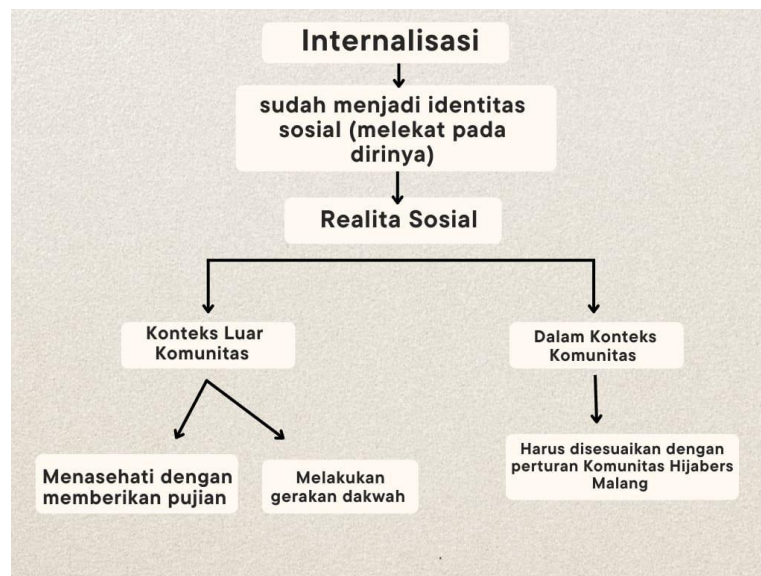 Internalisasi
sudah menjadi identitas
sosial (melekat pada
dirinya)
Realita Sosial
Konteks Luar
Komunitas
Dalam Konteks
Komunitas
Menasehati dengan
memberikan pujian
Melakukan
gerakan dakwah
Harus disesuaikan dengan
perturan Komunitas Hijabers
Malang